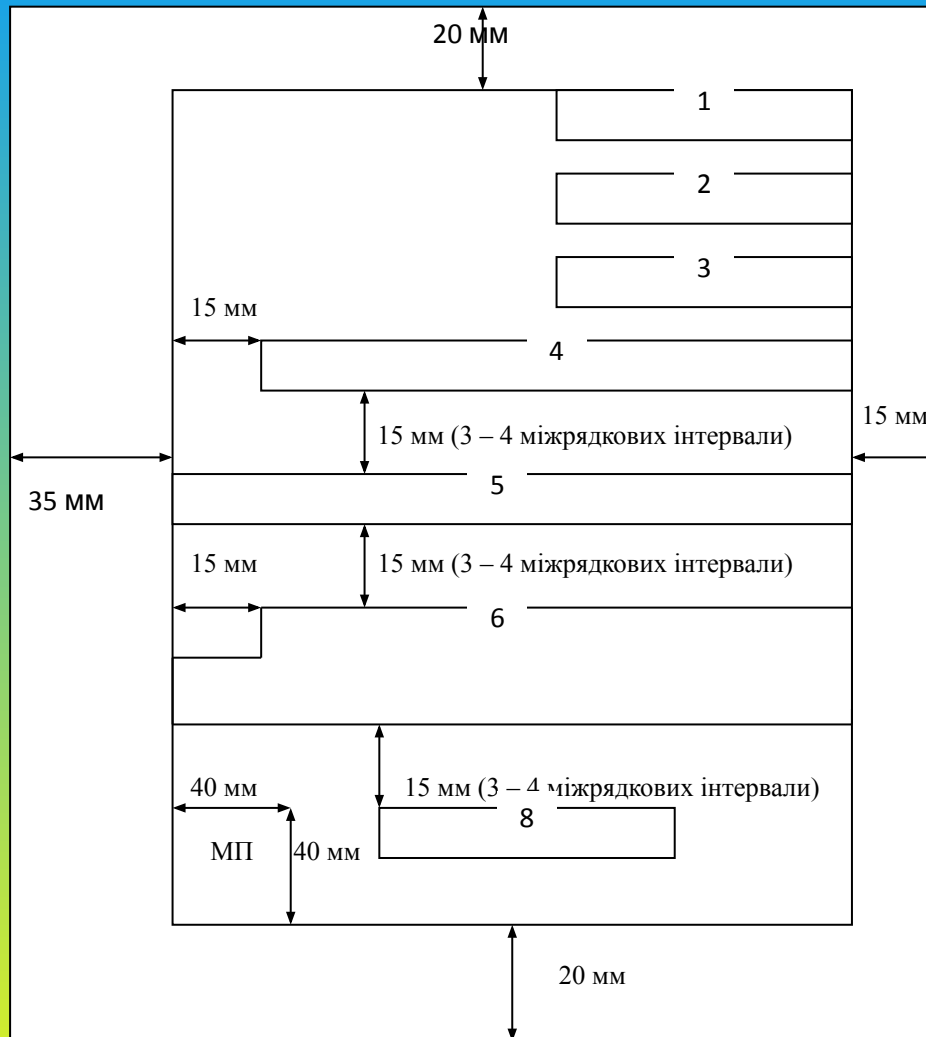 20 мм
1
2
3
15 мм
4
15 мм
15 мм (3 – 4 міжрядкових інтервали)
5
35 мм
15 мм
15 мм (3 – 4 міжрядкових інтервали)
6
40 мм
15 мм (3 – 4 міжрядкових інтервали)
8
МП
40 мм
20 мм